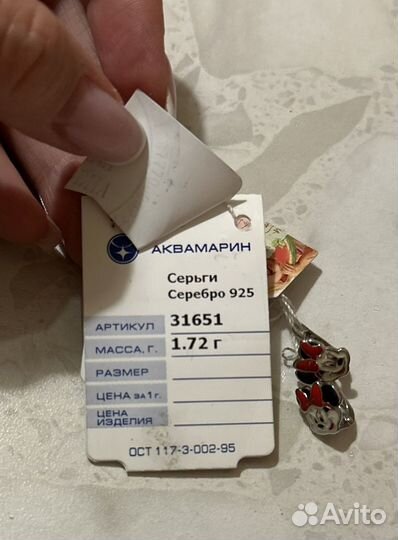 АКВАМАРИН
Серьги
Серебро 925
АРТИКУЛ 31651
МАССА, Г. 1.72 г
РАЗМЕР
ЦЕНА ЗА 1 Г.
ЦЕНА
ИЗДЕЛИЯ
ОСТ 117-3-002-95
Avito